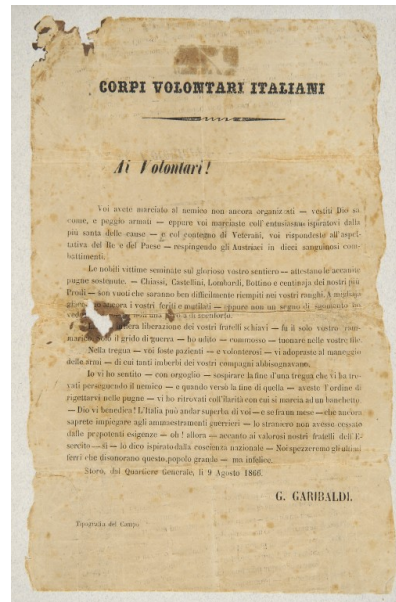 CORPI VOLONTARI ITALIANI
Ai Volontari!
Voi avete marciato al nemico non ancora organizzati — vestiti Dio sa
come, e peggio armati — eppure voi marciaste coll'entusiasmo ispiratovi dalla
più santa delle cause — e col contegno di Veterani, voi rispondeste all'aspet-
tativa del Re e del Paese — respingendo gli Austriaci in dieci sanguinosi com-
battimenti.
Le nobili vittime seminate sul glorioso vostro sentiero — attestano le accanite
pugne sostenute. — Chiassi, Castellini, Lombardi, Bottino e centinaja dei nostri più
Prodi — son vuoti che saranno ben difficilmente riempiti nei vostri ranghi. A
ancora i vostri feriti e mutilati — eppure non un segno di
di sconforto.
liberazione dei vostri fratelli schiavi — fu il solo vostro
il grido di guerra — ho udito — commosso — tuonare nelle vostre file.
Nella tregua — voi foste pazienti — e volonterosi — vi adopraste al maneggio
delle armi — di cui tanti imberbi dei vostri compagni abbisognavano.
Io vi ho sentito — con orgoglio — sospirare la fine d'una tregua che vi ha tro-
vati perseguendo il nemico — e quando verso la fine di quella — aveste l'ordine di
rigettarvi nelle pugne — vi ho ritrovati coll'ilarità con cui si marcia ad un banchetto
— Dio vi benedica! L'Italia può andar superba di voi — e se fra un mese — che ancora
saprete impiegare agli ammaestramenti guerrieri — lo straniero non avesse cessato
dalle prepotenti esigenze — oh! allora — accanto ai valorosi nostri fratelli dell'E-
sercito — sì — lo dico ispirato dalla coscienza nazionale — Noi spezzeremo gli ultimi
ferri che disonorano questo popolo grande — ma infelice.
Storo, dal Quartiere Generale, li 9 Agosto 1866.
G. GARIBALDI.
Tipografia del Campo